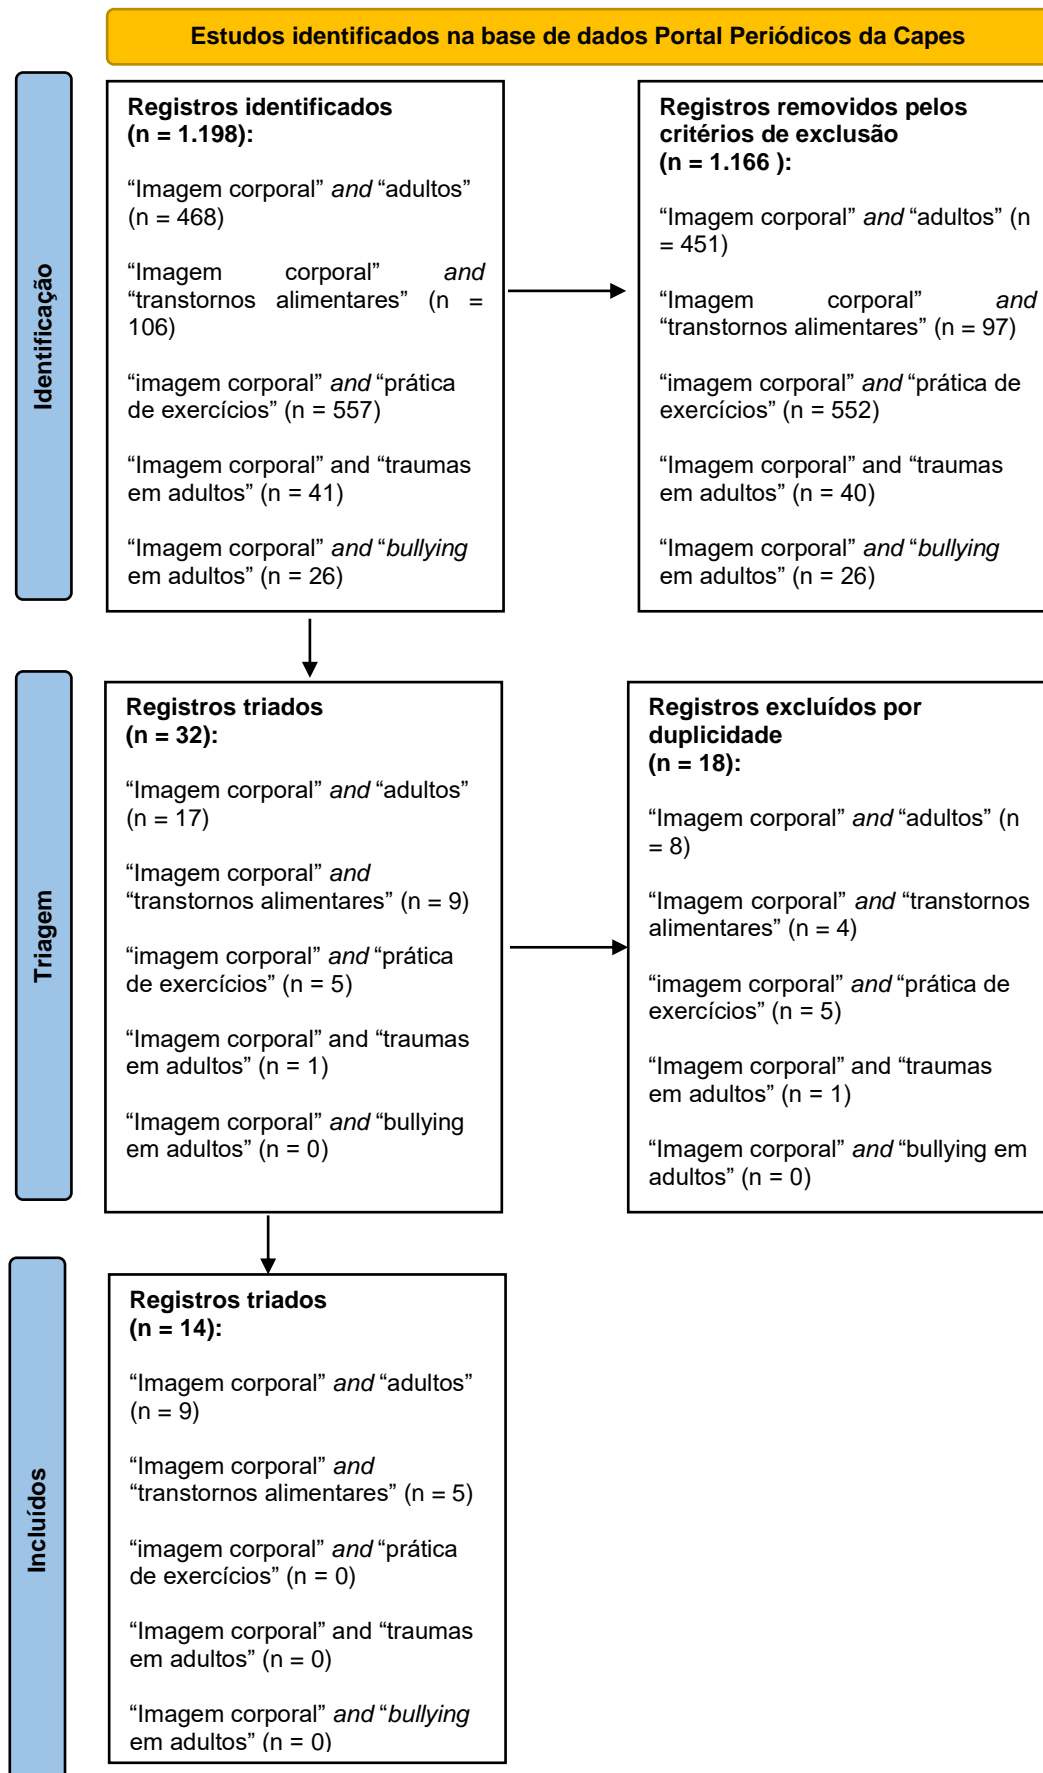 Estudos identificados na base de dados Portal Periódicos da Capes
Identificação
Registros identificados
(n = 1.198):
“Imagem corporal” and “adultos”
(n = 468)
“Imagem corporal” and
“transtornos alimentares” (n =
106)
“imagem corporal” and “prática
de exercícios” (n = 557)
“Imagem corporal” and “traumas
em adultos” (n = 41)
“Imagem corporal” and “bullying
em adultos” (n = 26)
Registros removidos pelos
critérios de exclusão
(n = 1.166 ):
“Imagem corporal” and “adultos” (n
= 451)
“Imagem corporal” and
“transtornos alimentares” (n = 97)
“imagem corporal” and “prática de
exercícios” (n = 552)
“Imagem corporal” and “traumas
em adultos” (n = 40)
“Imagem corporal” and “bullying
em adultos” (n = 26)
Triagem
Registros triados
(n = 32):
“Imagem corporal” and “adultos”
(n = 17)
“Imagem corporal” and
“transtornos alimentares” (n = 9)
“imagem corporal” and “prática
de exercícios” (n = 5)
“Imagem corporal” and “traumas
em adultos” (n = 1)
“Imagem corporal” and “bullying
em adultos” (n = 0)
Registros excluídos por
duplicidade
(n = 18):
“Imagem corporal” and “adultos” (n
= 8)
“Imagem corporal” and “transtornos
alimentares” (n = 4)
“imagem corporal” and “prática de
exercícios” (n = 5)
“Imagem corporal” and “traumas
em adultos” (n = 1)
“Imagem corporal” and “bullying em
adultos” (n = 0)
Incluídos
Registros triados
(n = 14):
“Imagem corporal” and “adultos”
(n = 9)
“Imagem corporal” and
“transtornos alimentares” (n = 5)
“imagem corporal” and “prática
de exercícios” (n = 0)
“Imagem corporal” and “traumas
em adultos” (n = 0)
“Imagem corporal” and “bullying
em adultos” (n = 0)